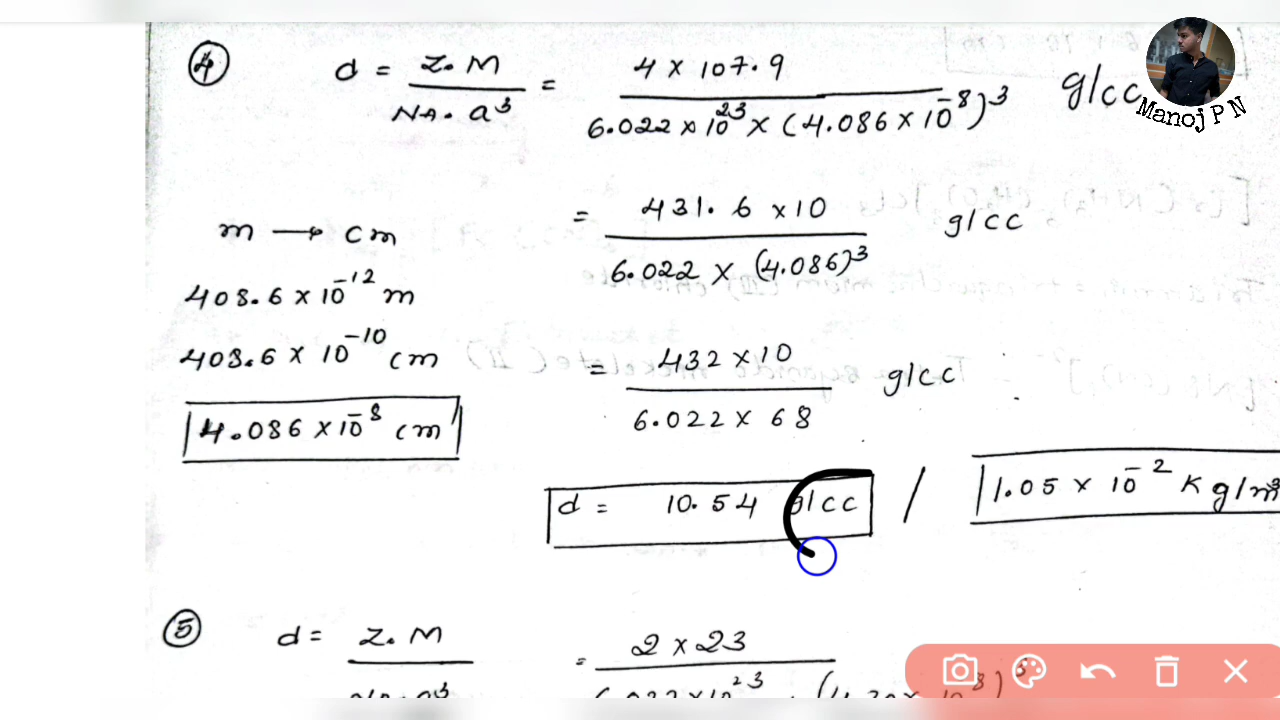 ④ d = Z.M / NA.a³ = 4 × 107.9 / 6.022 × 10²³ × (4.086 × 10⁻⁸)³ g/cc
Manoj P N
= 431.6 × 10 / 6.022 × (4.086)³ g/cc
m → cm
408.6 × 10⁻¹² m
408.6 × 10⁻¹⁰ cm
4.086 × 10⁻⁸ cm
= 432 × 10 / 6.022 × 68 g/cc
d = 10.54 g/cc / 1.05 × 10⁻² Kg/m³
⑤ d = Z.M = 2 × 23